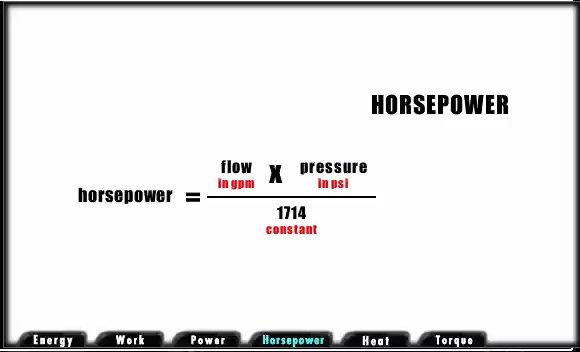 HORSEPOWER
flow X pressure
in gpm in psi
horsepower =
1714
constant
Energy Work Power Horsepower Heat Torque